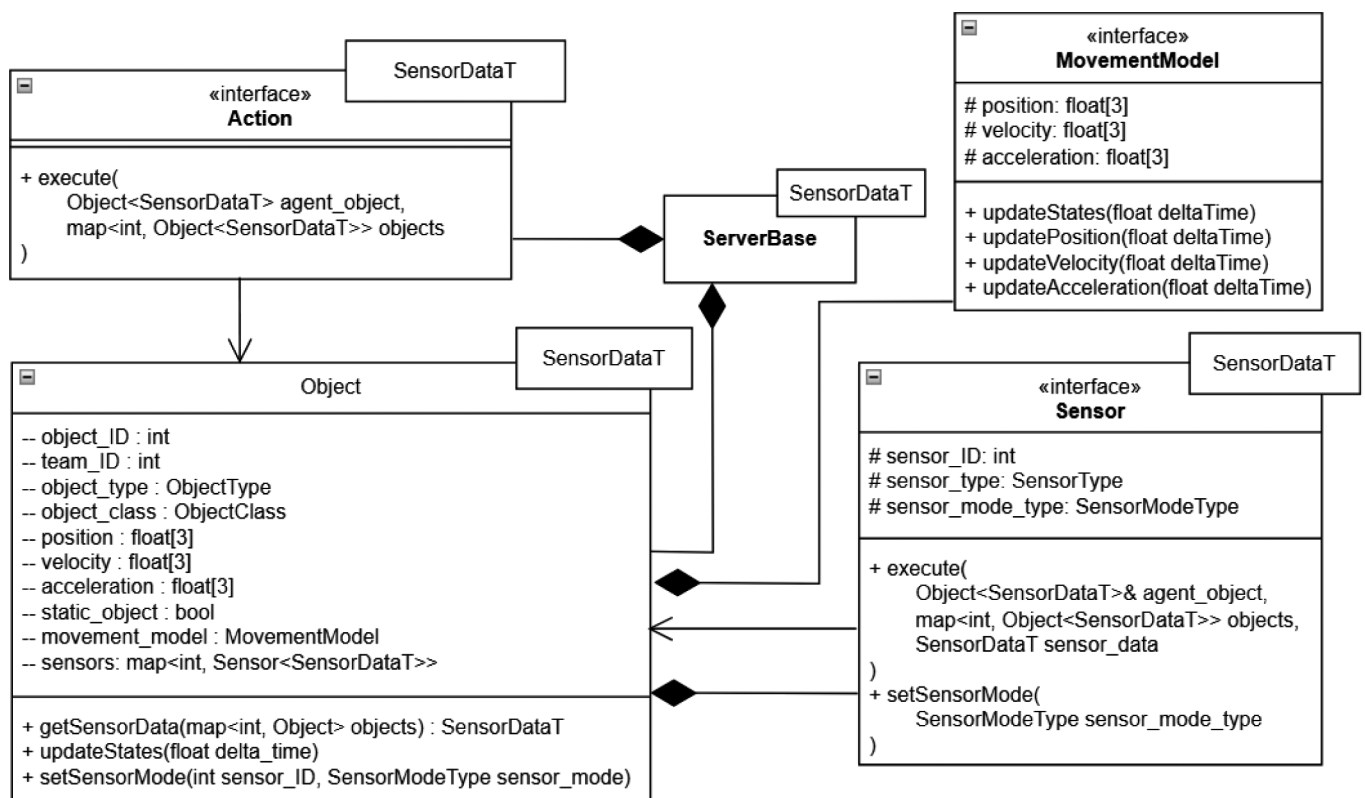 SensorDataT
«interface»
Action
+ execute(
Object<SensorDataT> agent_object,
map<int, Object<SensorDataT>> objects
)
SensorDataT
ServerBase
«interface»
MovementModel
# position: float[3]
# velocity: float[3]
# acceleration: float[3]
+ updateStates(float deltaTime)
+ updatePosition(float deltaTime)
+ updateVelocity(float deltaTime)
+ updateAcceleration(float deltaTime)
SensorDataT
Object
-- object_ID : int
-- team_ID : int
-- object_type : ObjectType
-- object_class : ObjectClass
-- position : float[3]
-- velocity : float[3]
-- acceleration : float[3]
-- static_object : bool
-- movement_model : MovementModel
-- sensors: map<int, Sensor<SensorDataT>>
+ getSensorData(map<int, Object> objects) : SensorDataT
+ updateStates(float delta_time)
+ setSensorMode(int sensor_ID, SensorModeType sensor_mode)
SensorDataT
«interface»
Sensor
# sensor_ID: int
# sensor_type: SensorType
# sensor_mode_type: SensorModeType
+ execute(
Object<SensorDataT>& agent_object,
map<int, Object<SensorDataT>> objects,
SensorDataT sensor_data
)
+ setSensorMode(
SensorModeType sensor_mode_type
)